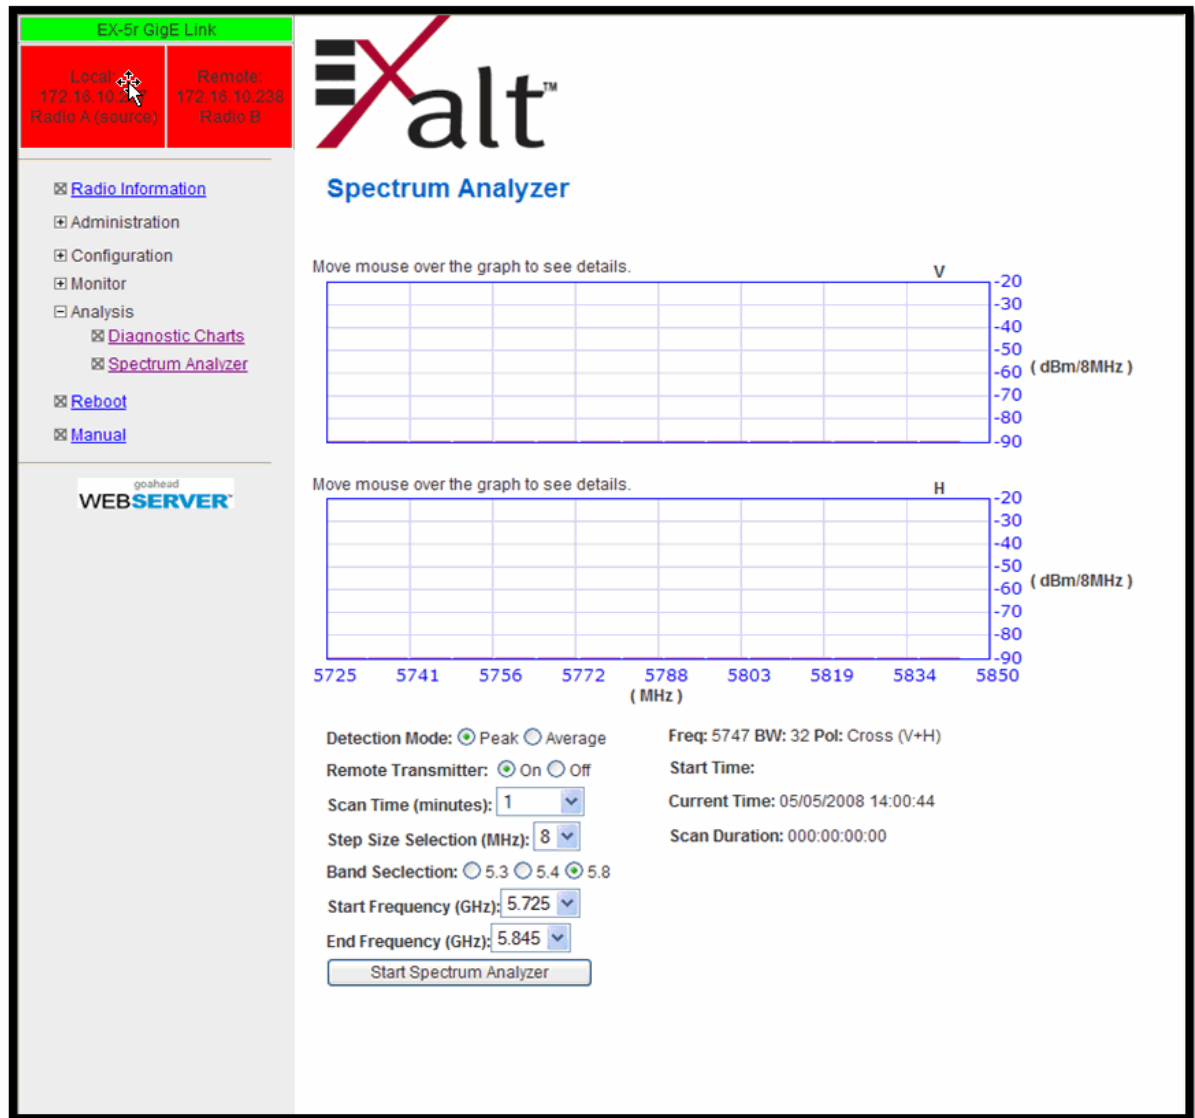 EX-5r GigE Link
Local:
172.16.10.2 7
Radio A (source)
Remote:
172.16.10.238
Radio B
EXalt™
Radio Information
Administration
Configuration
Monitor
Analysis
Diagnostic Charts
Spectrum Analyzer
Reboot
Manual
goahead
WEBSERVER™
Spectrum Analyzer
Move mouse over the graph to see details.
V
-20
-30
-40
-50
-60 ( dBm/8MHz )
-70
-80
-90
Move mouse over the graph to see details.
H
-20
-30
-40
-50
-60 ( dBm/8MHz )
-70
-80
-90
5725 5741 5756 5772 5788 5803 5819 5834 5850
( MHz )
Detection Mode: Peak Average
Remote Transmitter: On Off
Scan Time (minutes): 1
Step Size Selection (MHz): 8
Band Seclection: 5.3 5.4 5.8
Start Frequency (GHz): 5.725
End Frequency (GHz): 5.845
Start Spectrum Analyzer
Freq: 5747 BW: 32 Pol: Cross (V+H)
Start Time:
Current Time: 05/05/2008 14:00:44
Scan Duration: 000:00:00:00